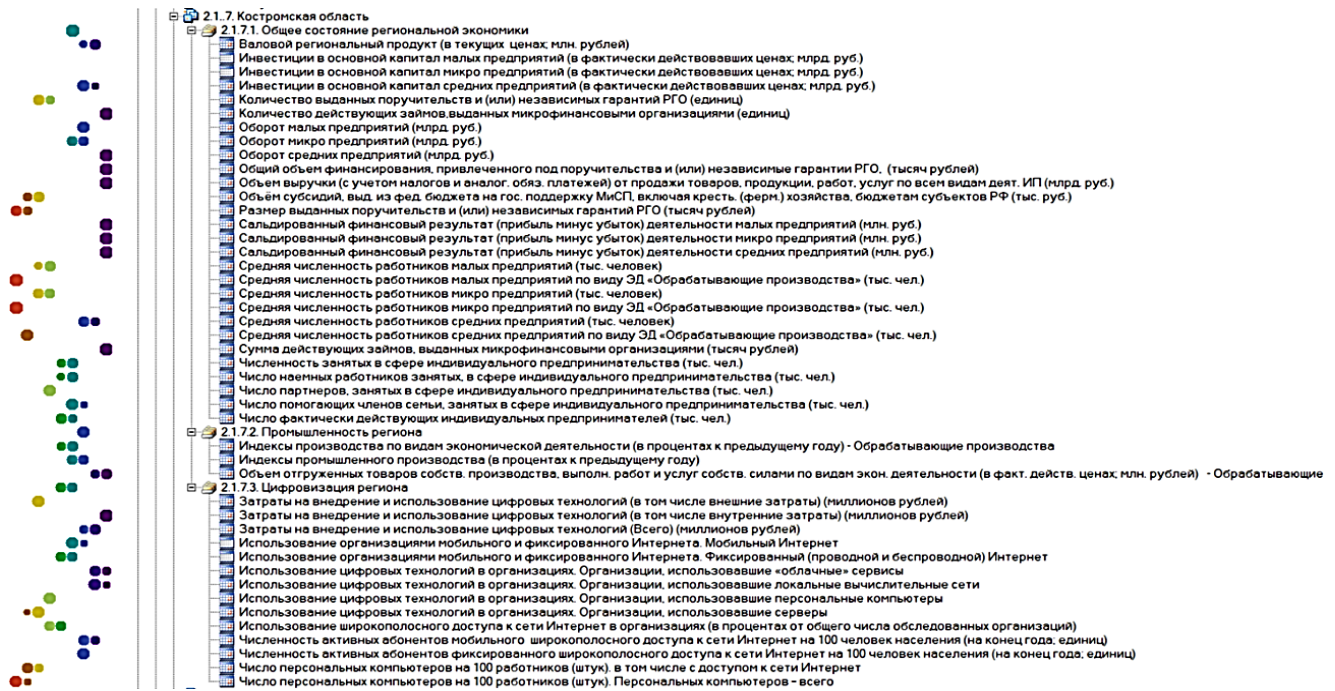 2.1..7. Костромская область
2.1.7.1. Общее состояние региональной экономики
Валовой региональный продукт (в текущих ценах; млн. рублей)
Инвестиции в основной капитал малых предприятий (в фактически действовавших ценах; млрд. руб.)
Инвестиции в основной капитал микро предприятий (в фактически действовавших ценах; млрд. руб.)
Инвестиции в основной капитал средних предприятий (в фактически действовавших ценах; млрд. руб.)
Количество выданных поручительств и (или) независимых гарантий РГО (единиц)
Количество действующих займов,выданных микрофинансовыми организациями (единиц)
Оборот малых предприятий (млрд. руб.)
Оборот микро предприятий (млрд. руб.)
Оборот средних предприятий (млрд. руб.)
Общий объем финансирования, привлеченного под поручительства и (или) независимые гарантии РГО, (тысяч рублей)
Объем выручки (с учетом налогов и аналог. обяз. платежей) от продажи товаров, продукции, работ, услуг по всем видам деят. ИП (млрд. руб.)
Объём субсидий, выд. из фед. бюджета на гос. поддержку МиСП, включая кресть. (ферм.) хозяйства, бюджетам субъектов РФ (тыс. руб.)
Размер выданных поручительств и (или) независимых гарантий РГО (тысяч рублей)
Сальдированный финансовый результат (прибыль минус убыток) деятельности малых предприятий (млн. руб.)
Сальдированный финансовый результат (прибыль минус убыток) деятельности микро предприятий (млн. руб.)
Сальдированный финансовый результат (прибыль минус убыток) деятельности средних предприятий (млн. руб.)
Средняя численность работников малых предприятий (тыс. человек)
Средняя численность работников малых предприятий по виду ЭД «Обрабатывающие производства» (тыс. чел.)
Средняя численность работников микро предприятий (тыс. человек)
Средняя численность работников микро предприятий по виду ЭД «Обрабатывающие производства» (тыс. чел.)
Средняя численность работников средних предприятий (тыс. человек)
Средняя численность работников средних предприятий по виду ЭД «Обрабатывающие производства» (тыс. чел.)
Сумма действующих займов, выданных микрофинансовыми организациями (тысяч рублей)
Численность занятых в сфере индивидуального предпринимательства (тыс. чел.)
Число наемных работников занятых, в сфере индивидуального предпринимательства (тыс. чел.)
Число партнеров, занятых в сфере индивидуального предпринимательства (тыс. чел.)
Число помогающих членов семьи, занятых в сфере индивидуального предпринимательства (тыс. чел.)
Число фактически действующих индивидуальных предпринимателей (тыс. чел.)
2.1.7.2. Промышленность региона
Индексы производства по видам экономической деятельности (в процентах к предыдущему году) - Обрабатывающие производства
Индексы промышленного производства (в процентах к предыдущему году)
Объем отгруженных товаров собств. производства, выполн. работ и услуг собств. силами по видам экон. деятельности (в факт. действ. ценах; млн. рублей) - Обрабатывающие
2.1.7.3. Цифровизация региона
Затраты на внедрение и использование цифровых технологий (в том числе внешние затраты) (миллионов рублей)
Затраты на внедрение и использование цифровых технологий (в том числе внутренние затраты) (миллионов рублей)
Затраты на внедрение и использование цифровых технологий (Всего) (миллионов рублей)
Использование организациями мобильного и фиксированного Интернета. Мобильный Интернет
Использование организациями мобильного и фиксированного Интернета. Фиксированный (проводной и беспроводной) Интернет
Использование цифровых технологий в организациях. Организации, использовавшие «облачные» сервисы
Использование цифровых технологий в организациях. Организации, использовавшие локальные вычислительные сети
Использование цифровых технологий в организациях. Организации, использовавшие персональные компьютеры
Использование цифровых технологий в организациях. Организации, использовавшие серверы
Использование широкополосного доступа к сети Интернет в организациях (в процентах от общего числа обследованных организаций)
Численность активных абонентов мобильного широкополосного доступа к сети Интернет на 100 человек населения (на конец года; единиц)
Численность активных абонентов фиксированного широкополосного доступа к сети Интернет на 100 человек населения (на конец года; единиц)
Число персональных компьютеров на 100 работников (штук). в том числе с доступом к сети Интернет
Число персональных компьютеров на 100 работников (штук). Персональных компьютеров – всего